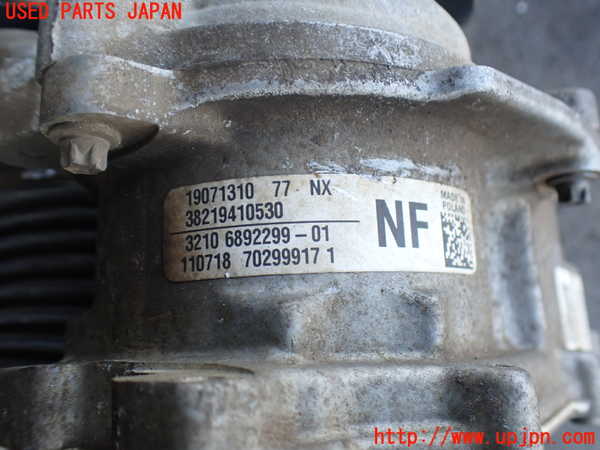 USED PARTS JAPAN
19071310 77 NX
38219410530
3210 6892299-01
110718 70299917 1
NF
MADE IN
POLAND
http://www.upjpn.com/